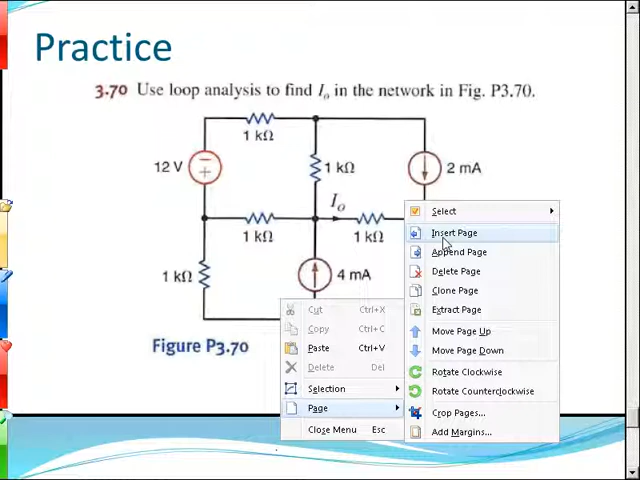 Practice
3.70 Use loop analysis to find Io in the network in Fig. P3.70.
1 kΩ
12 V
−
+
1 kΩ
2 mA
Io
1 kΩ
1 kΩ
1 kΩ
4 mA
Figure P3.70
Cut Ctrl+X
Copy Ctrl+C
Paste Ctrl+V
Delete Del
Selection
Page
Close Menu Esc
Select
Insert Page
Append Page
Delete Page
Clone Page
Extract Page
Move Page Up
Move Page Down
Rotate Clockwise
Rotate Counterclockwise
Crop Pages...
Add Margins...